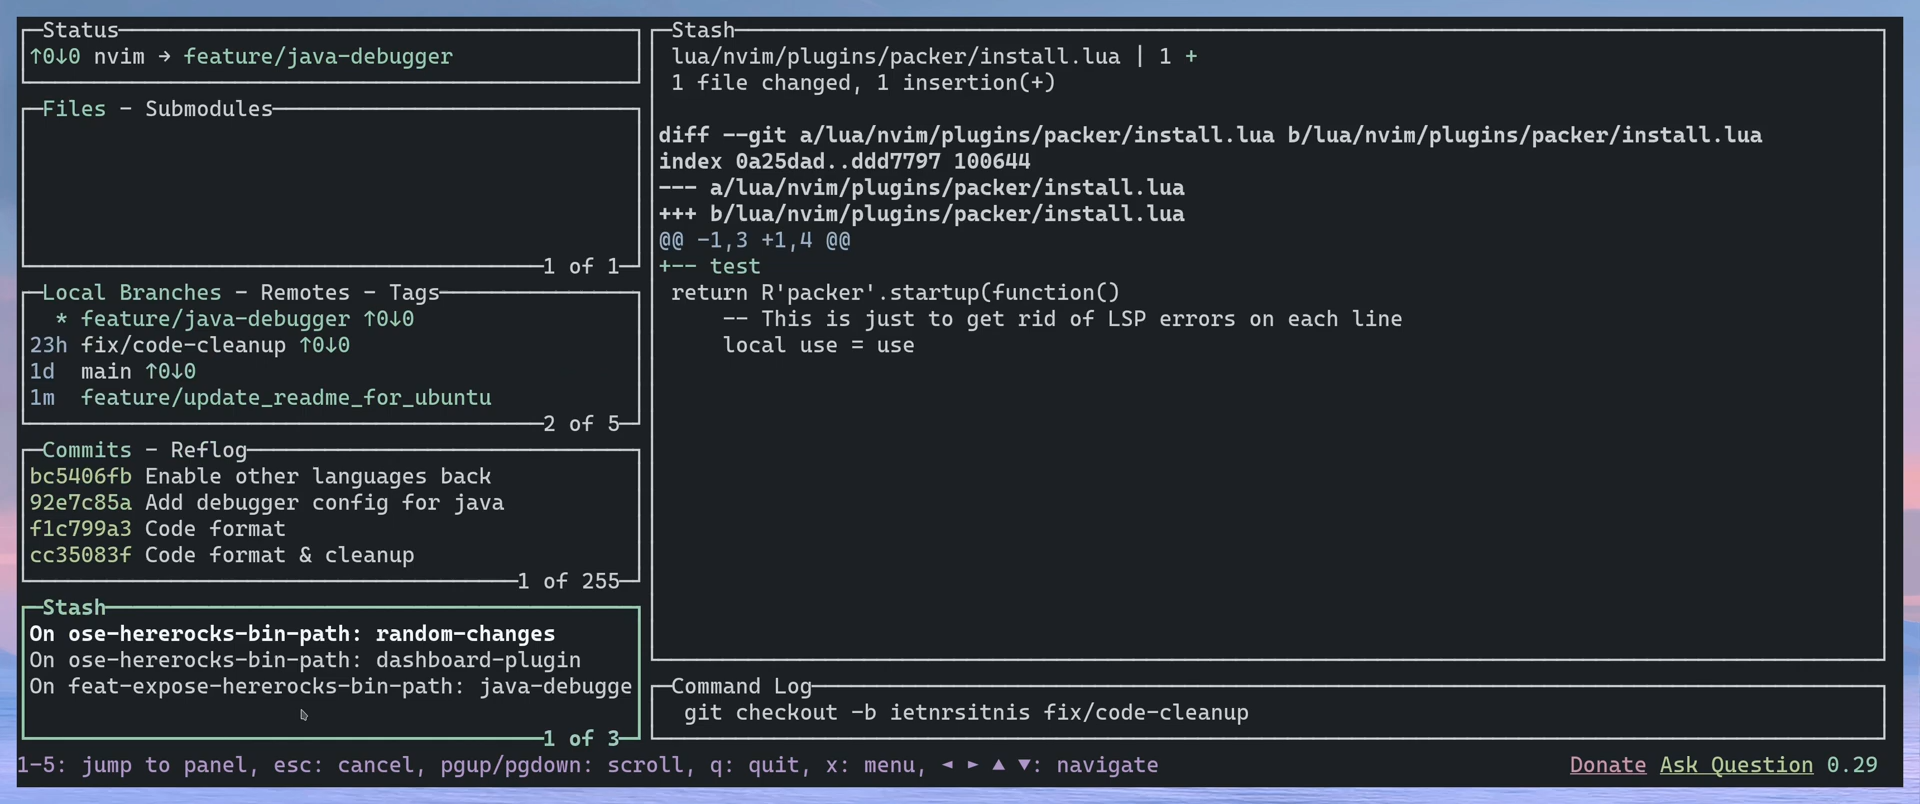 Status
↑0↓0 nvim → feature/java-debugger
Files - Submodules
1 of 1
Local Branches - Remotes - Tags
* feature/java-debugger ↑0↓0
23h fix/code-cleanup ↑0↓0
1d main ↑0↓0
1m feature/update_readme_for_ubuntu
2 of 5
Commits - Reflog
bc5406fb Enable other languages back
92e7c85a Add debugger config for java
f1c799a3 Code format
cc35083f Code format & cleanup
1 of 255
Stash
On ose-hererocks-bin-path: random-changes
On ose-hererocks-bin-path: dashboard-plugin
On feat-expose-hererocks-bin-path: java-debugge
1 of 3
Stash
lua/nvim/plugins/packer/install.lua | 1 +
1 file changed, 1 insertion(+)
diff --git a/lua/nvim/plugins/packer/install.lua b/lua/nvim/plugins/packer/install.lua
index 0a25dad..ddd7797 100644
--- a/lua/nvim/plugins/packer/install.lua
+++ b/lua/nvim/plugins/packer/install.lua
@@ -1,3 +1,4 @@
+-- test
return R'packer'.startup(function()
-- This is just to get rid of LSP errors on each line
local use = use
Command Log
git checkout -b ietnrsitnis fix/code-cleanup
1-5: jump to panel, esc: cancel, pgup/pgdown: scroll, q: quit, x: menu, ◄ ► ▲ ▼: navigate
Donate Ask Question 0.29